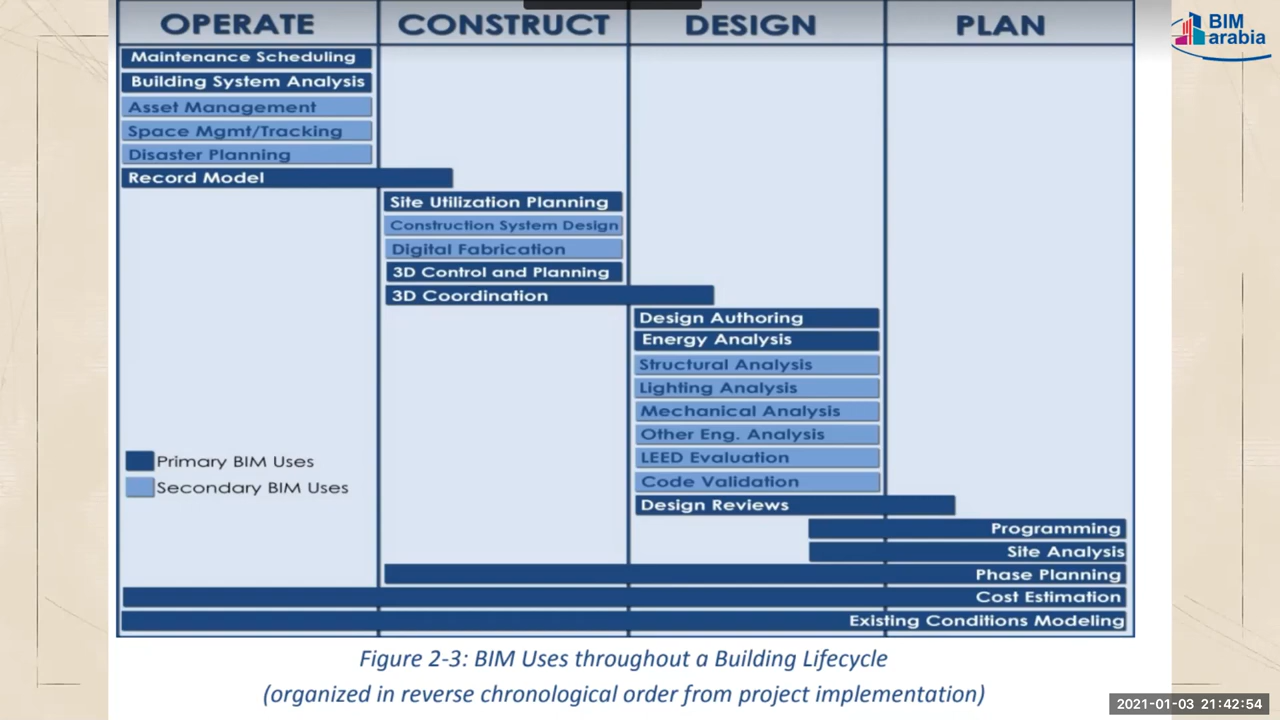 OPERATE CONSTRUCT DESIGN PLAN
BIM
arabia
Maintenance Scheduling
Building System Analysis
Asset Management
Space Mgmt/Tracking
Disaster Planning
Record Model
Site Utilization Planning
Construction System Design
Digital Fabrication
3D Control and Planning
3D Coordination
Design Authoring
Energy Analysis
Structural Analysis
Lighting Analysis
Mechanical Analysis
Other Eng. Analysis
LEED Evaluation
Code Validation
Design Reviews
Primary BIM Uses
Secondary BIM Uses
Programming
Site Analysis
Phase Planning
Cost Estimation
Existing Conditions Modeling
Figure 2-3: BIM Uses throughout a Building Lifecycle
(organized in reverse chronological order from project implementation)
2021-01-03 21:42:54